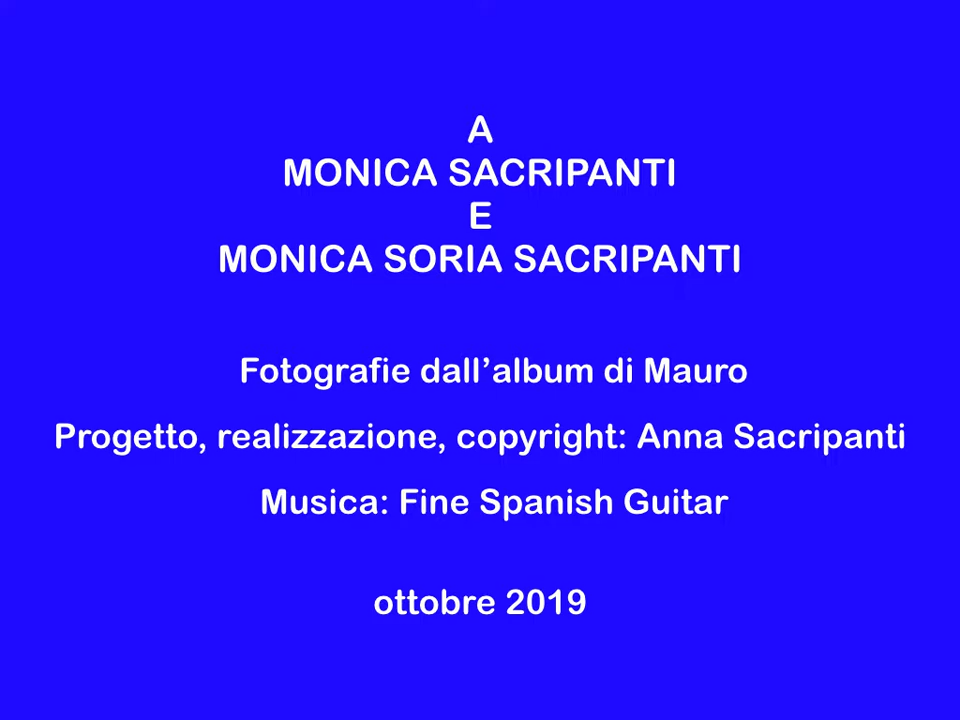 A
MONICA SACRIPANTI
E
MONICA SORIA SACRIPANTI
Fotografie dall’album di Mauro
Progetto, realizzazione, copyright: Anna Sacripanti
Musica: Fine Spanish Guitar
ottobre 2019